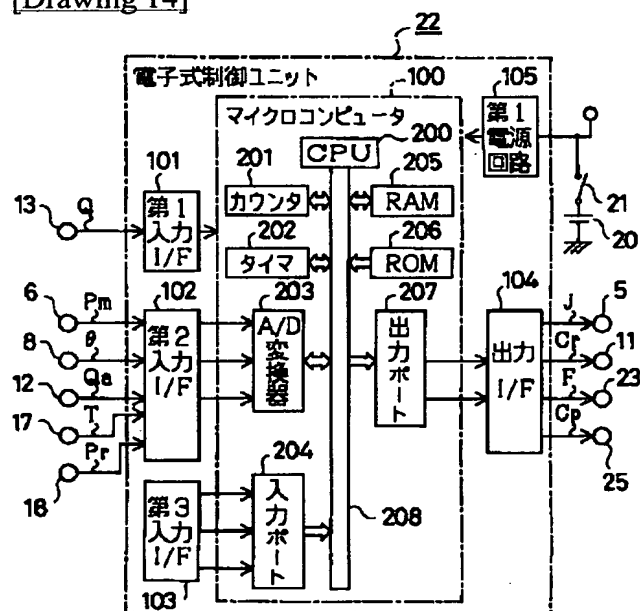 [Drawing 14]
22
電子式制御ユニット
100
105
マイクロコンピュータ
第1
電源
回路
200
CPU
101
201
205
13
Q
第1
入力
I/F
カウンタ
RAM
21
20
202
206
タイマ
ROM
6
Pm
102
203
207
104
J
5
8
θ
第2
入力
I/F
A/D
変換
器
出力
ポート
出力
I/F
Cf
11
12
Qa
F
23
17
T
Cp
25
18
Pr
204
第3
入力
I/F
入力
ポート
208
103